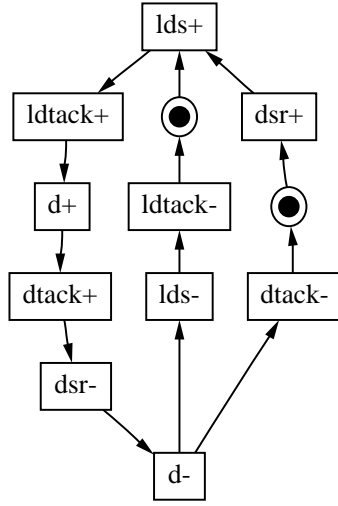 lds+
ldtack+
dsr+
d+
ldtack-
dtack+
lds-
dtack-
dsr-
d-